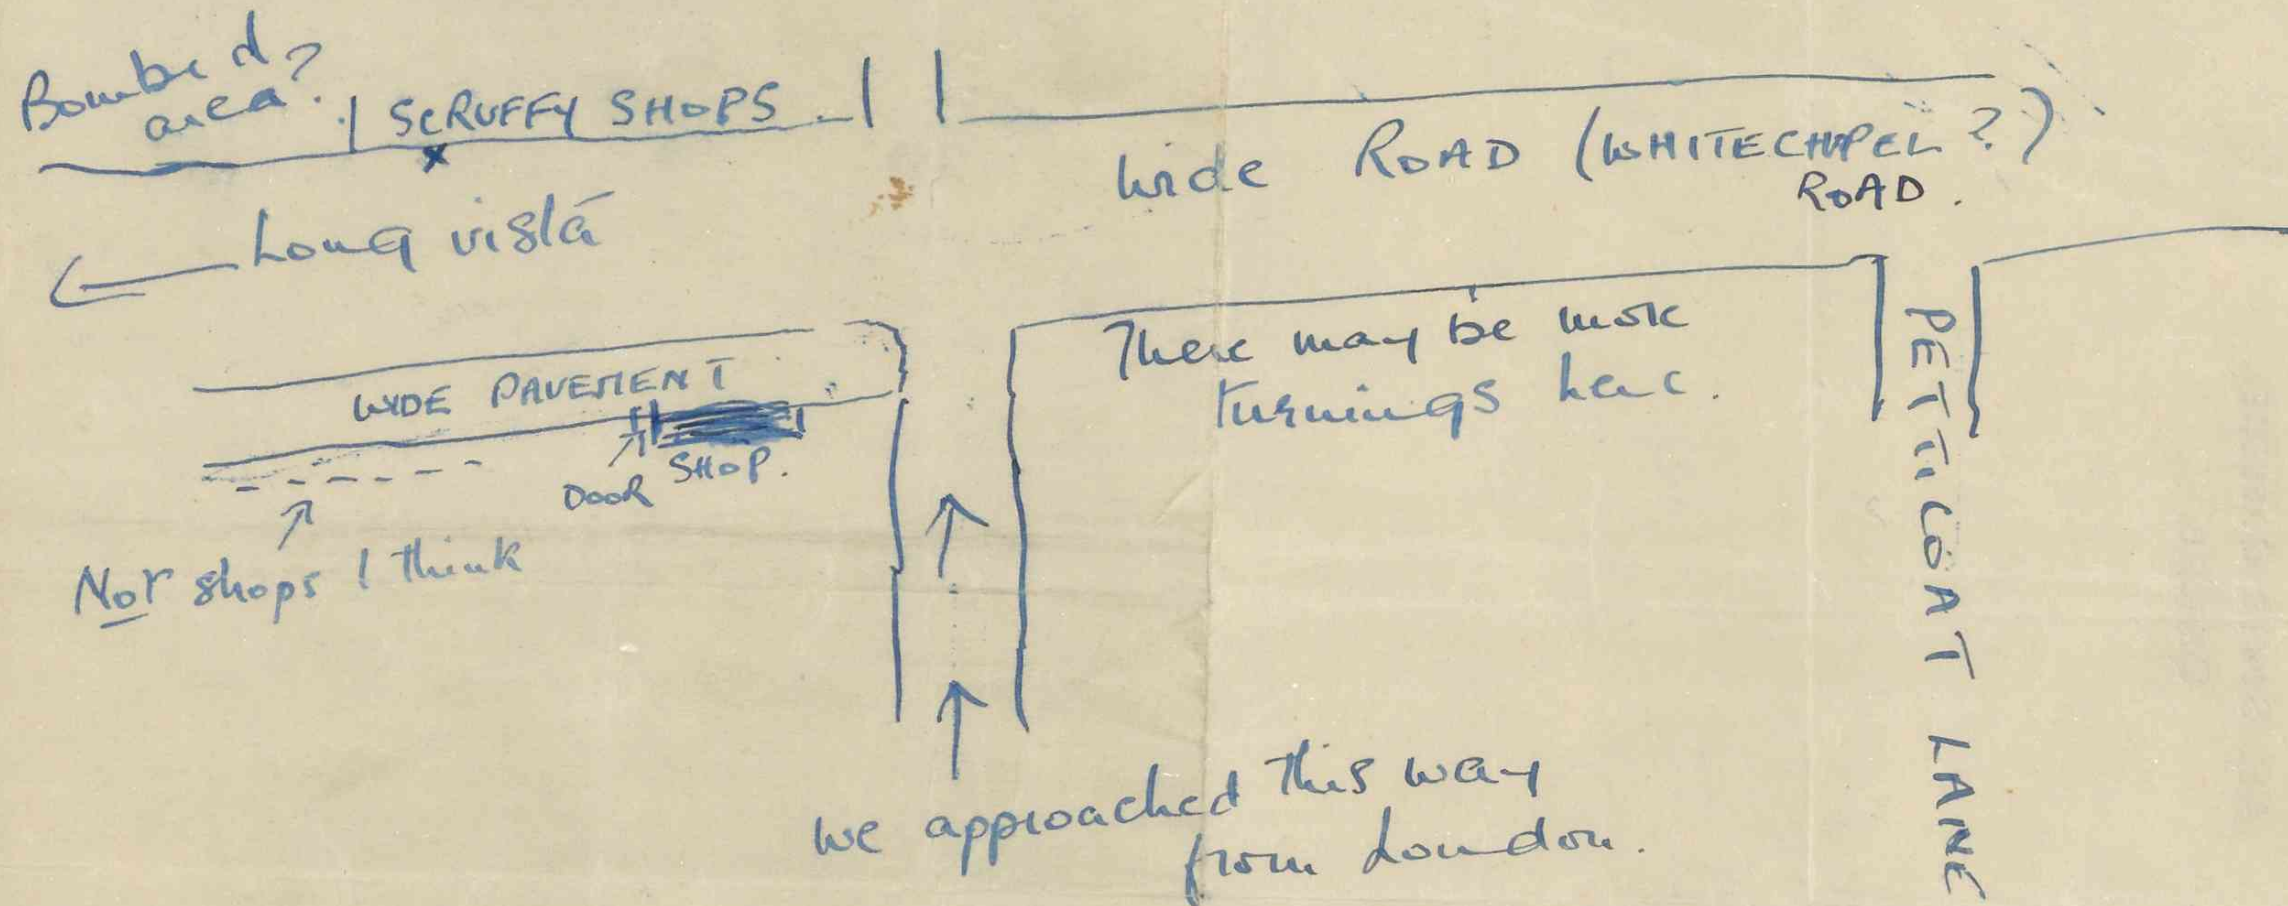 Bombed?
area.
SCRUFFY SHOPS
Wide ROAD (WHITECHAPEL ?)
ROAD.
Long vista
WIDE PAVEMENT
There may be more
turnings here.
DOOR
SHOP.
Not shops I think
PETTICOAT LANE
We approached this way
from London.